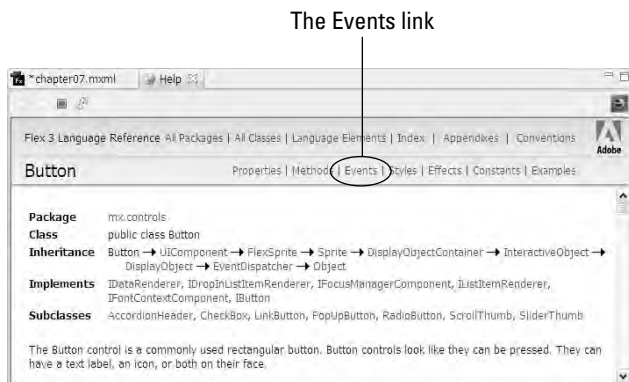 The Events link
*chapter07.mxml Help
Flex 3 Language Reference All Packages | All Classes | Language Elements | Index | Appendixes | Conventions
Adobe
Button Properties | Methods | Events | Styles | Effects | Constants | Examples
Package mx.controls
Class public class Button
Inheritance Button → UIComponent → FlexSprite → Sprite → DisplayObjectContainer → InteractiveObject →
DisplayObject → EventDispatcher → Object
Implements IDataRenderer, IDropInListItemRenderer, IFocusManagerComponent, IListItemRenderer,
IFontContextComponent, IButton
Subclasses AccordionHeader, CheckBox, LinkButton, PopUpButton, RadioButton, ScrollThumb, SliderThumb
The Button control is a commonly used rectangular button. Button controls look like they can be pressed. They can
have a text label, an icon, or both on their face.